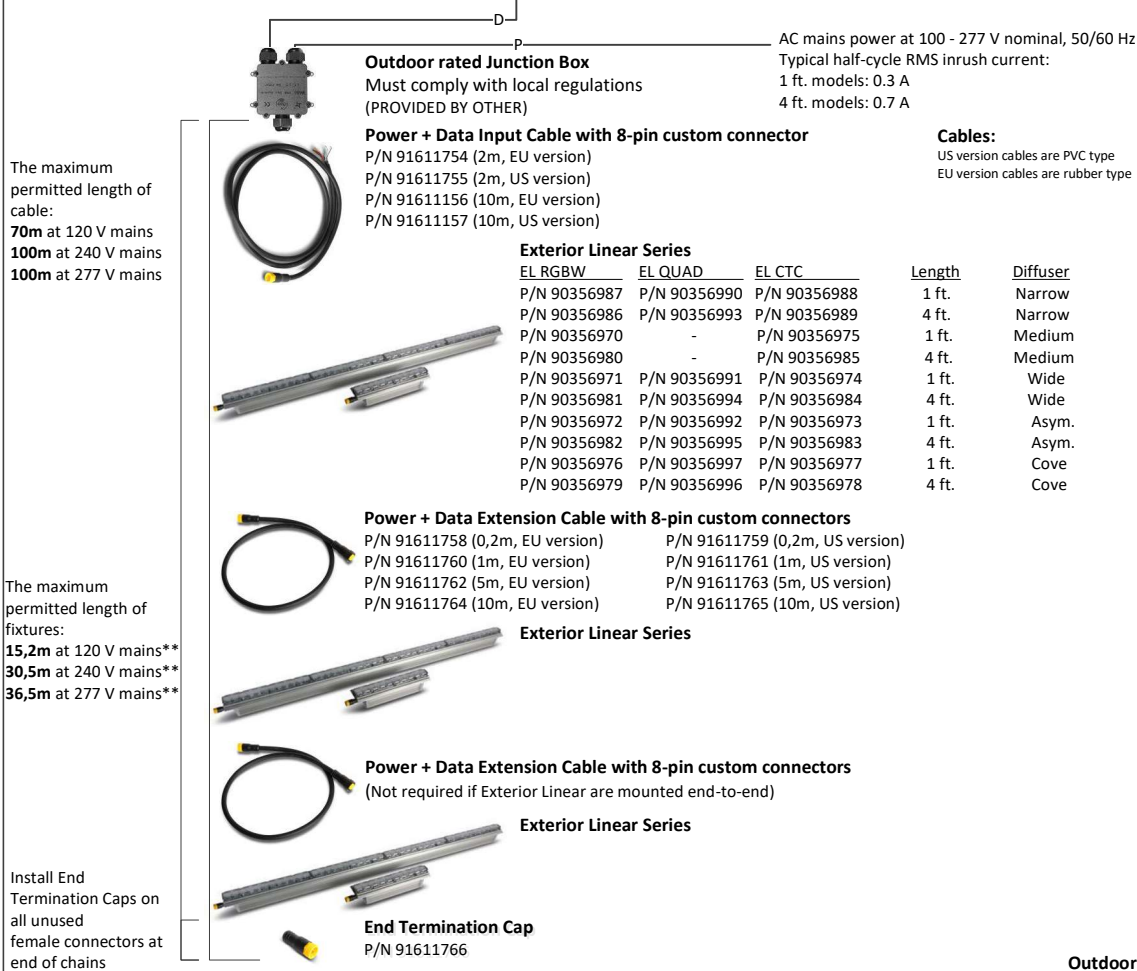 D
P
AC mains power at 100 - 277 V nominal, 50/60 Hz
Typical half-cycle RMS inrush current:
1 ft. models: 0.3 A
4 ft. models: 0.7 A
Outdoor rated Junction Box
Must comply with local regulations
(PROVIDED BY OTHER)
The maximum
permitted length of
cable:
70m at 120 V mains
100m at 240 V mains
100m at 277 V mains
Power + Data Input Cable with 8-pin custom connector
P/N 91611754 (2m, EU version)
P/N 91611755 (2m, US version)
P/N 91611156 (10m, EU version)
P/N 91611157 (10m, US version)
Cables:
US version cables are PVC type
EU version cables are rubber type
Exterior Linear Series
EL RGBW EL QUAD EL CTC Length Diffuser
P/N 90356987 P/N 90356990 P/N 90356988 1 ft. Narrow
P/N 90356986 P/N 90356993 P/N 90356989 4 ft. Narrow
P/N 90356970 - P/N 90356975 1 ft. Medium
P/N 90356980 - P/N 90356985 4 ft. Medium
P/N 90356971 P/N 90356991 P/N 90356974 1 ft. Wide
P/N 90356981 P/N 90356994 P/N 90356984 4 ft. Wide
P/N 90356972 P/N 90356992 P/N 90356973 1 ft. Asym.
P/N 90356982 P/N 90356995 P/N 90356983 4 ft. Asym.
P/N 90356976 P/N 90356997 P/N 90356977 1 ft. Cove
P/N 90356979 P/N 90356996 P/N 90356978 4 ft. Cove
Power + Data Extension Cable with 8-pin custom connectors
P/N 91611758 (0,2m, EU version) P/N 91611759 (0,2m, US version)
P/N 91611760 (1m, EU version) P/N 91611761 (1m, US version)
P/N 91611762 (5m, EU version) P/N 91611763 (5m, US version)
P/N 91611764 (10m, EU version) P/N 91611765 (10m, US version)
The maximum
permitted length of
fixtures:
15,2m at 120 V mains**
30,5m at 240 V mains**
36,5m at 277 V mains**
Exterior Linear Series
Power + Data Extension Cable with 8-pin custom connectors
(Not required if Exterior Linear are mounted end-to-end)
Exterior Linear Series
Install End
Termination Caps on
all unused
female connectors at
end of chains
End Termination Cap
P/N 91611766
Outdoor